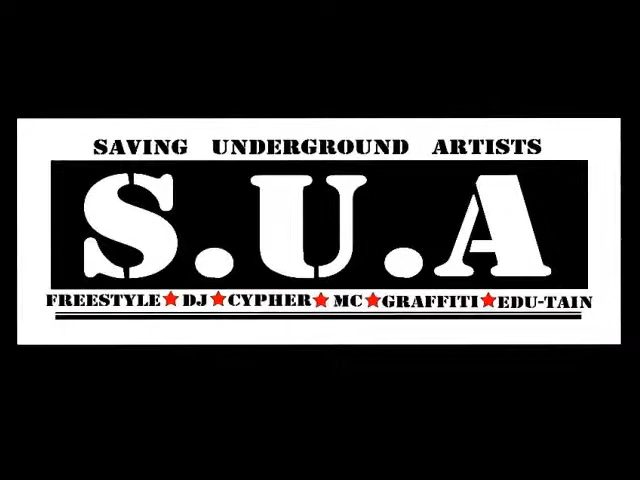 SAVING UNDERGROUND ARTISTS
S.U.A
FREESTYLE★DJ★CYPHER★MC★GRAFFITI★EDU-TAIN